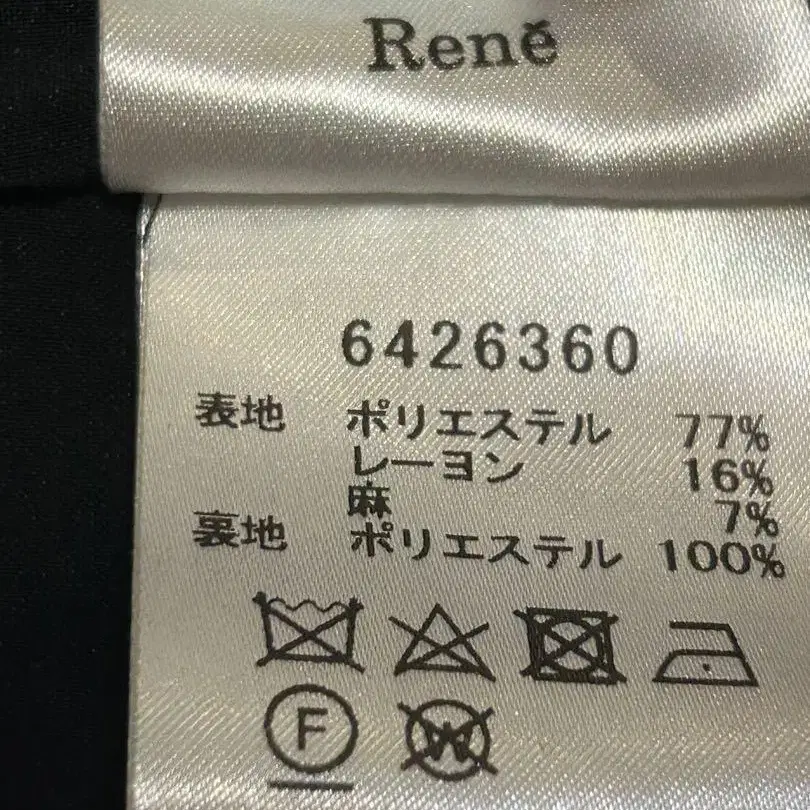 René
6426360
表地 ポリエステル 77%
レーヨン 16%
麻 7%
裏地 ポリエステル 100%
F
W